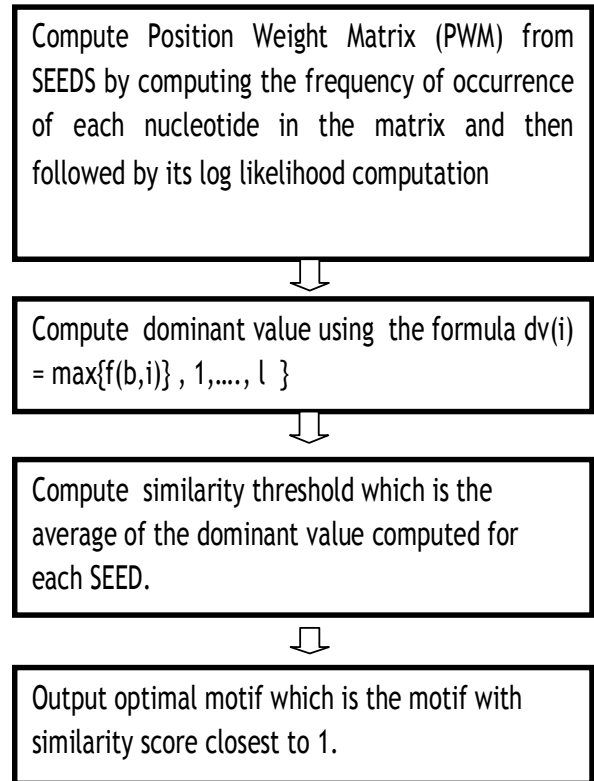 Compute Position Weight Matrix (PWM) from
SEEDS by computing the frequency of occurrence
of each nucleotide in the matrix and then
followed by its log likelihood computation
Compute dominant value using the formula dv(i)
= max{f(b,i)} , 1,...., l }
Compute similarity threshold which is the
average of the dominant value computed for
each SEED.
Output optimal motif which is the motif with
similarity score closest to 1.